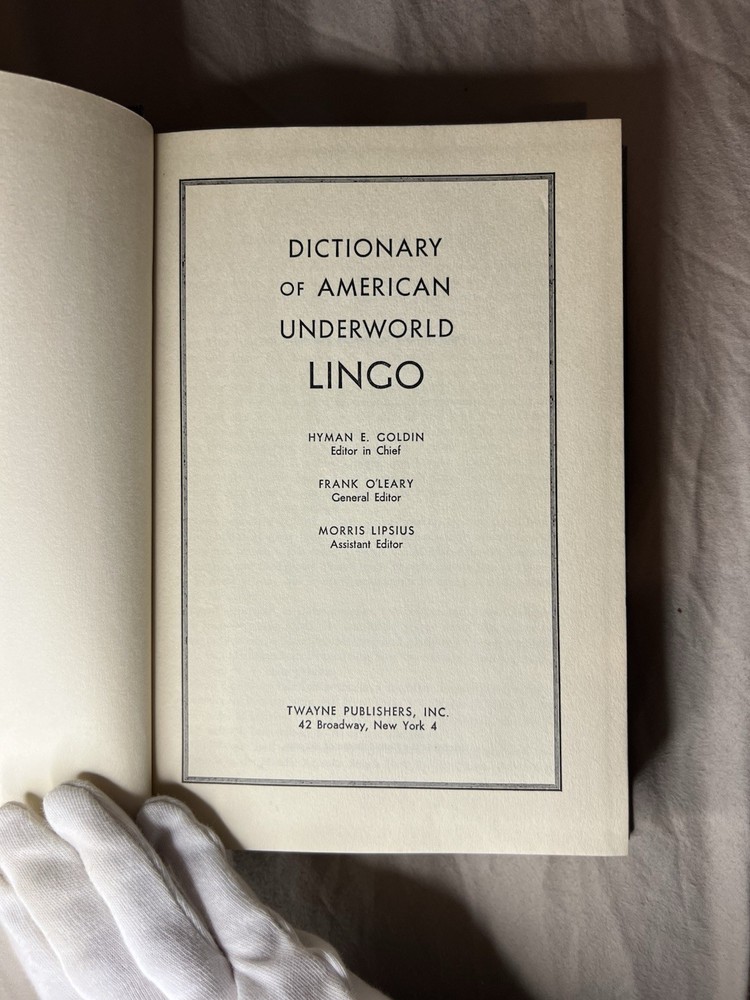 DICTIONARY
OF AMERICAN
UNDERWORLD
LINGO
HYMAN E. GOLDIN
Editor in Chief
FRANK O'LEARY
General Editor
MORRIS LIPSIUS
Assistant Editor
TWAYNE PUBLISHERS, INC.
42 Broadway, New York 4